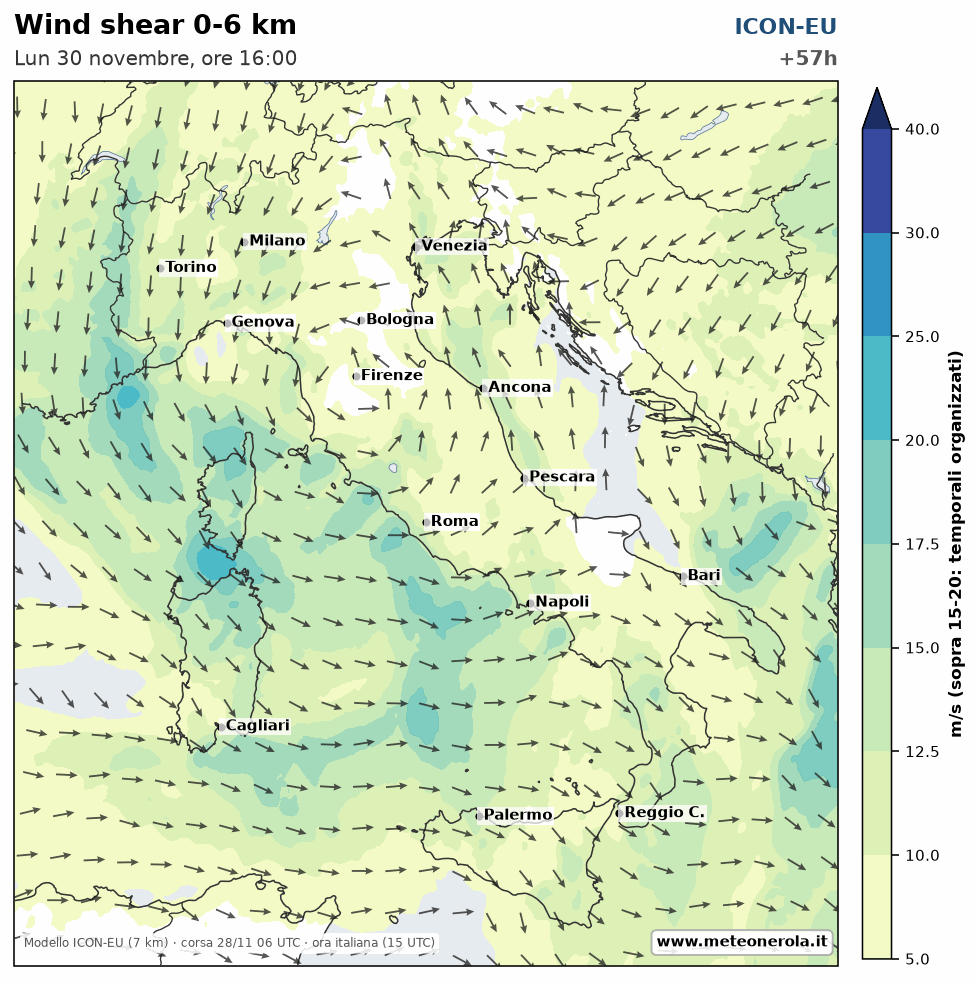 Wind shear 0-6 km
ICON-EU
Lun 30 novembre, ore 16:00
+57h
Milano
Venezia
Torino
Genova
Bologna
Firenze
Ancona
Pescara
Roma
Bari
Napoli
Cagliari
Palermo
Reggio C.
40.0
30.0
25.0
20.0
17.5
15.0
12.5
10.0
5.0
m/s (sopra 15-20: temporali organizzati)
Modello ICON-EU (7 km) · corsa 28/11 06 UTC · ora italiana (15 UTC)
www.meteonerola.it